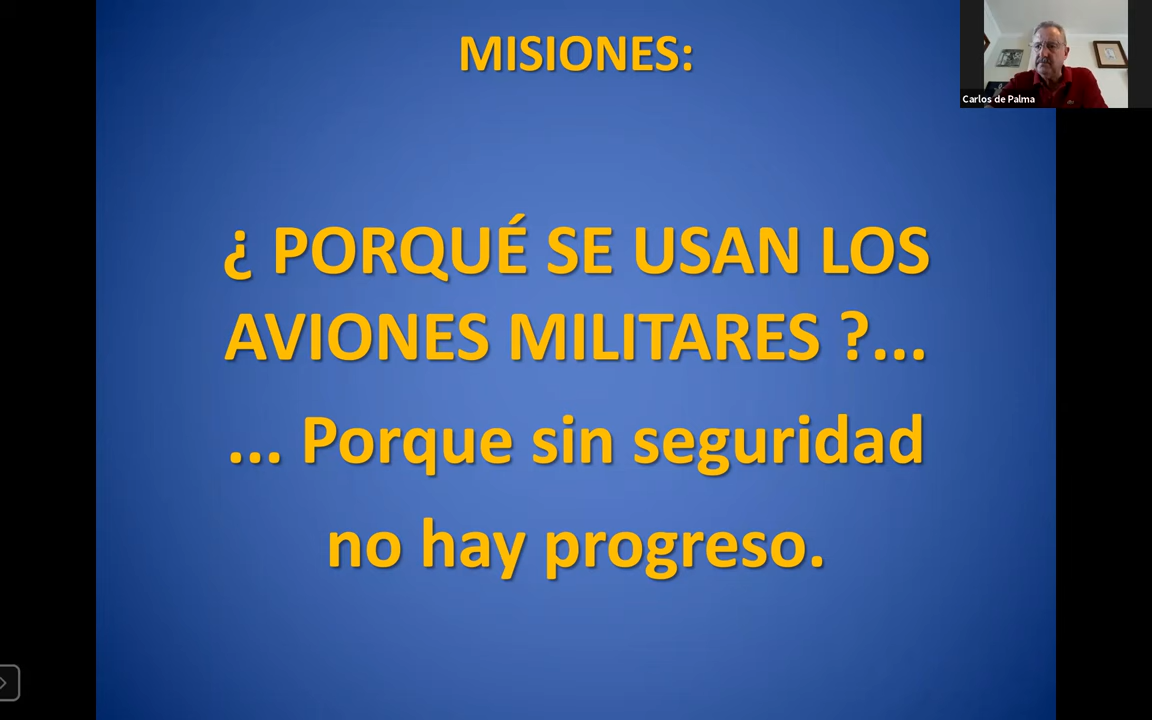 MISIONES:
Carlos de Palma
¿ PORQUÉ SE USAN LOS
AVIONES MILITARES ?...
... Porque sin seguridad
no hay progreso.